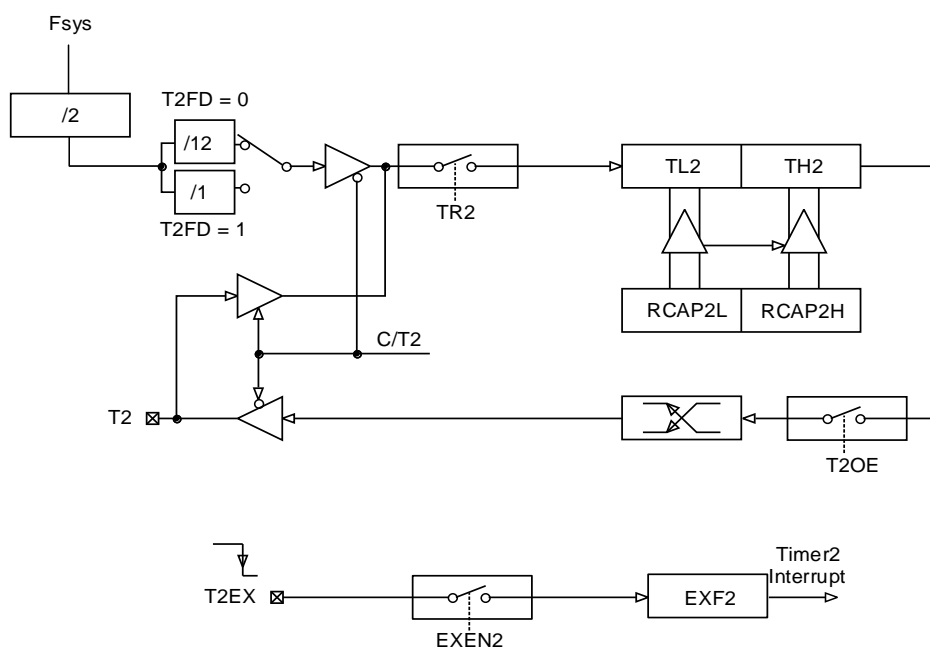 Fsys
/2
T2FD = 0
/12
/1
T2FD = 1
TR2
TL2
TH2
RCAP2L
RCAP2H
C/T2
T2
T2OE
T2EX
EXEN2
EXF2
Timer2
Interrupt